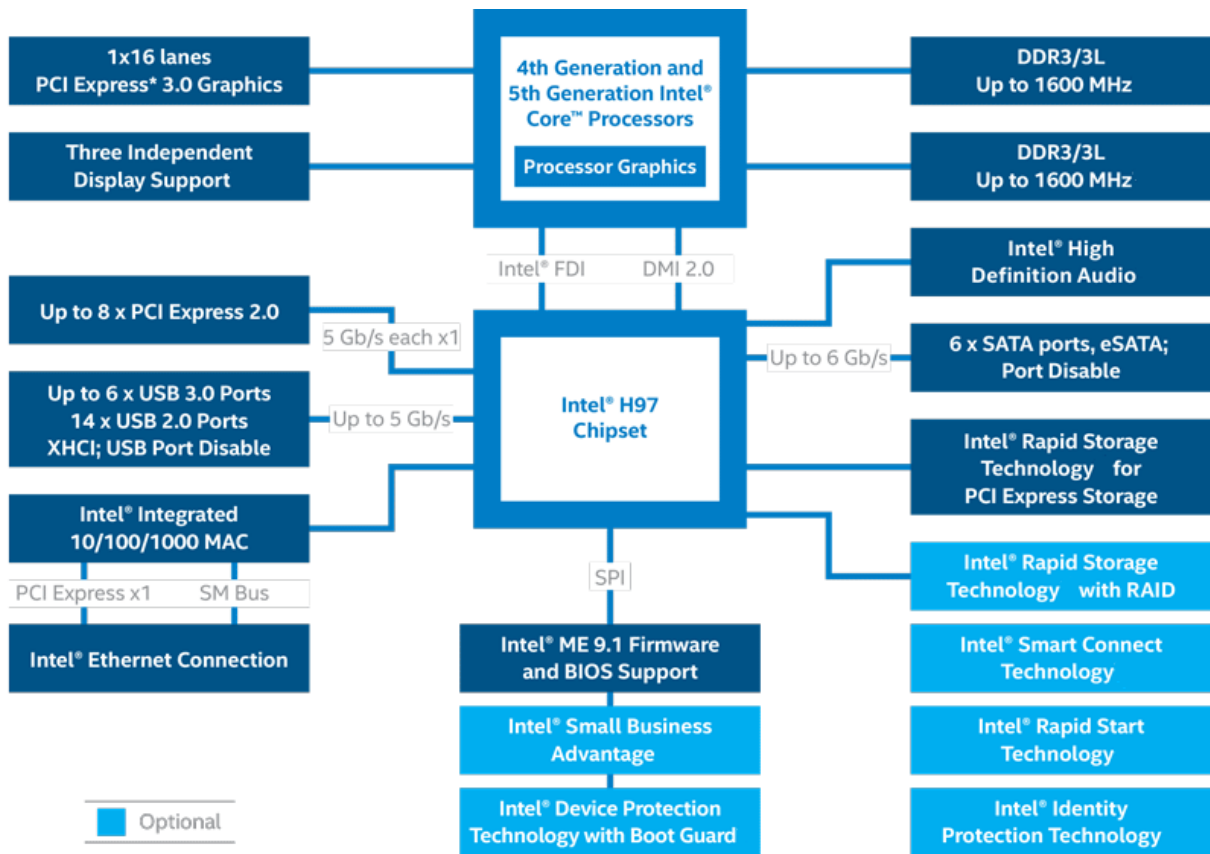 1x16 lanes
PCI Express* 3.0 Graphics
4th Generation and
5th Generation Intel®
Core™ Processors
Processor Graphics
DDR3/3L
Up to 1600 MHz
Three Independent
Display Support
DDR3/3L
Up to 1600 MHz
Intel® FDI
DMI 2.0
Intel® High
Definition Audio
Up to 8 x PCI Express 2.0
5 Gb/s each x1
Up to 6 Gb/s
6 x SATA ports, eSATA;
Port Disable
Up to 6 x USB 3.0 Ports
14 x USB 2.0 Ports
XHCI; USB Port Disable
Up to 5 Gb/s
Intel® H97
Chipset
Intel® Rapid Storage
Technology for
PCI Express Storage
Intel® Integrated
10/100/1000 MAC
PCI Express x1
SM Bus
SPI
Intel® Rapid Storage
Technology with RAID
Intel® Ethernet Connection
Intel® ME 9.1 Firmware
and BIOS Support
Intel® Smart Connect
Technology
Intel® Small Business
Advantage
Intel® Rapid Start
Technology
Optional
Intel® Device Protection
Technology with Boot Guard
Intel® Identity
Protection Technology